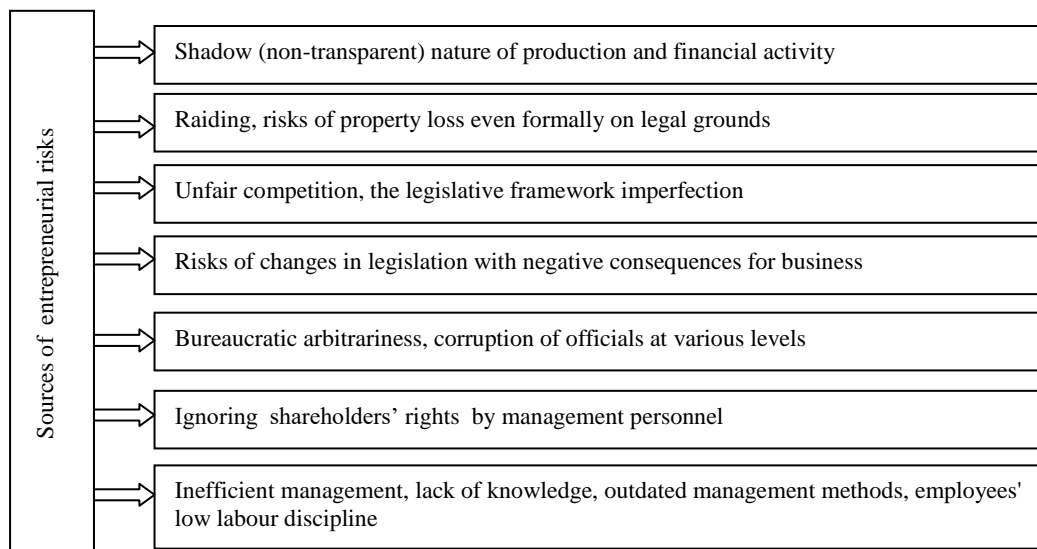 Sources of entrepreneurial risks
Shadow (non-transparent) nature of production and financial activity
Raiding, risks of property loss even formally on legal grounds
Unfair competition, the legislative framework imperfection
Risks of changes in legislation with negative consequences for business
Bureaucratic arbitrariness, corruption of officials at various levels
Ignoring shareholders’ rights by management personnel
Inefficient management, lack of knowledge, outdated management methods, employees'
low labour discipline